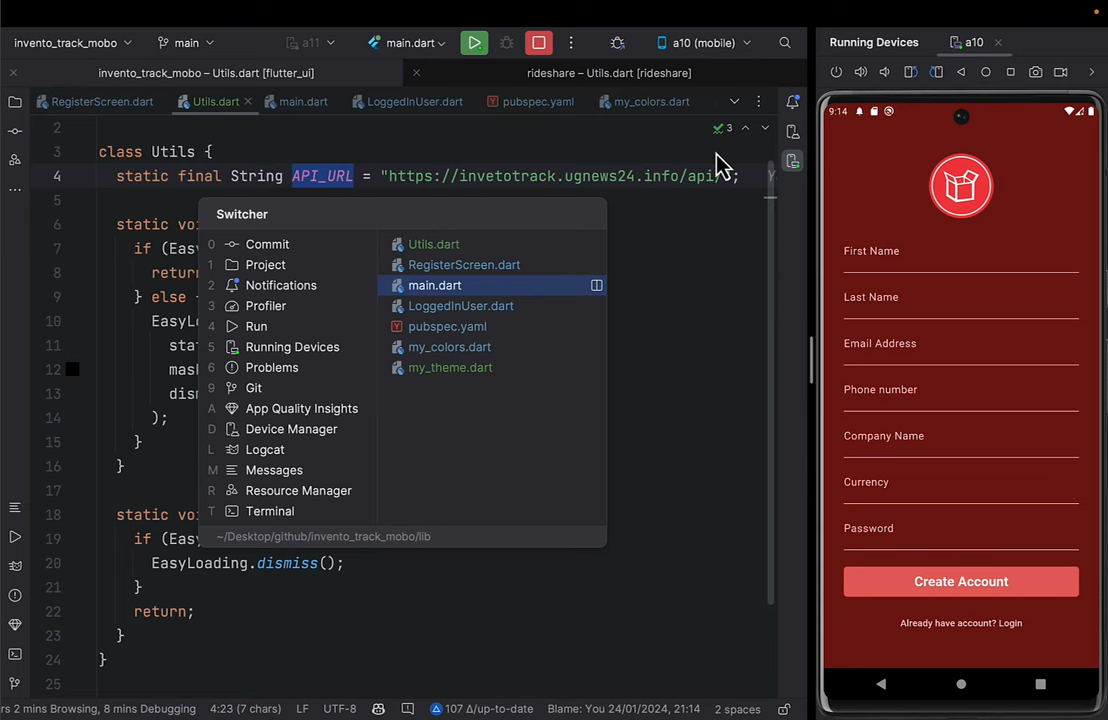 invento_track_mobo
main
a11
main.dart
a10 (mobile)
Running Devices
a10
invento_track_mobo – Utils.dart [flutter_ui]
rideshare – Utils.dart [rideshare]
RegisterScreen.dart
Utils.dart
main.dart
LoggedInUser.dart
pubspec.yaml
my_colors.dart
2
3
3 class Utils {
4 static final String API_URL = "https://invetotrack.ugnews24.info/api/";
5
6 static vo
7 if (Eas
8 retur
9 } else
10 EasyLo
11 sta
12 mas
13 dis
14 );
15 }
16 }
17
18 static vo
19 if (Eas
20 EasyLoading.dismiss();
21 }
22 return;
23 }
24 }
25
Switcher
0 Commit
1 Project
2 Notifications
3 Profiler
4 Run
5 Running Devices
6 Problems
9 Git
A App Quality Insights
D Device Manager
L Logcat
M Messages
R Resource Manager
T Terminal
Utils.dart
RegisterScreen.dart
main.dart
LoggedInUser.dart
pubspec.yaml
my_colors.dart
my_theme.dart
~/Desktop/github/invento_track_mobo/lib
9:14
First Name
Last Name
Email Address
Phone number
Company Name
Currency
Password
Create Account
Already have account? Login
rs 2 mins Browsing, 8 mins Debugging
4:23 (7 chars)
LF
UTF-8
107 Δ/up-to-date
Blame: You 24/01/2024, 21:14
2 spaces